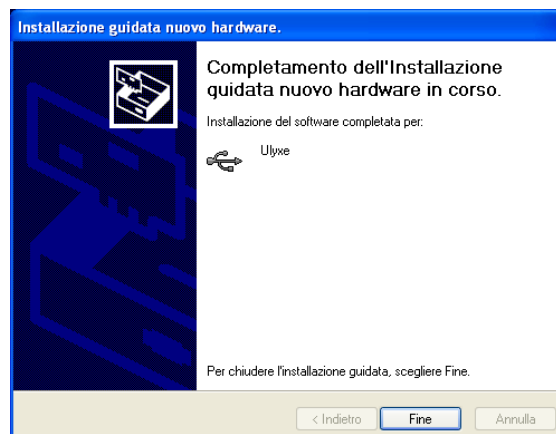 Installazione guidata nuovo hardware.
Completamento dell'Installazione
guidata nuovo hardware in corso.
Installazione del software completata per:
Ulyxe
Per chiudere l'installazione guidata, scegliere Fine.
< Indietro
Fine
Annulla